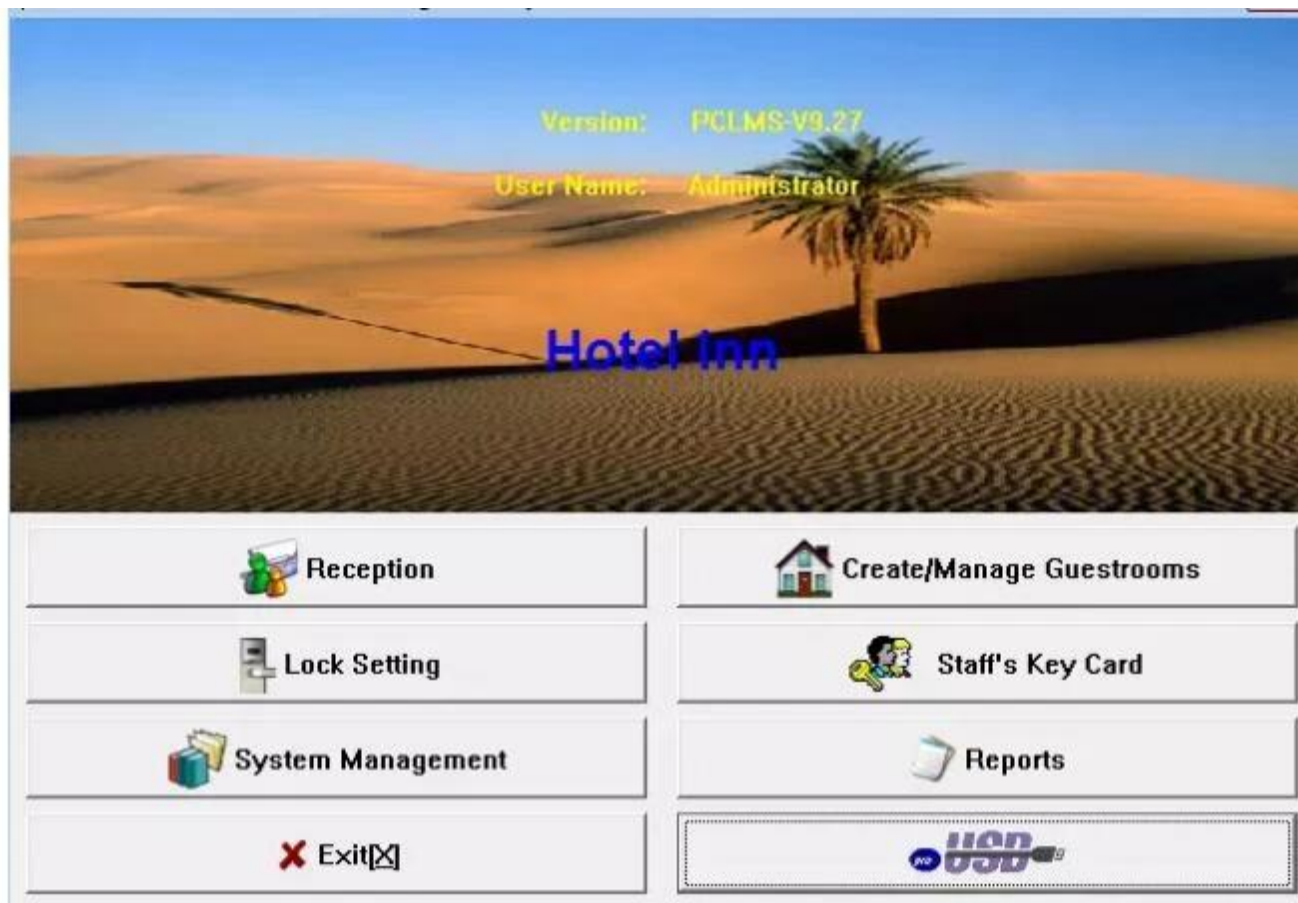 Version: PCLMS-V9.27
User Name: Administrator
Hotel Inn
Reception
Create/Manage Guestrooms
Lock Setting
Staff's Key Card
System Management
Reports
Exit[X]
pro USB